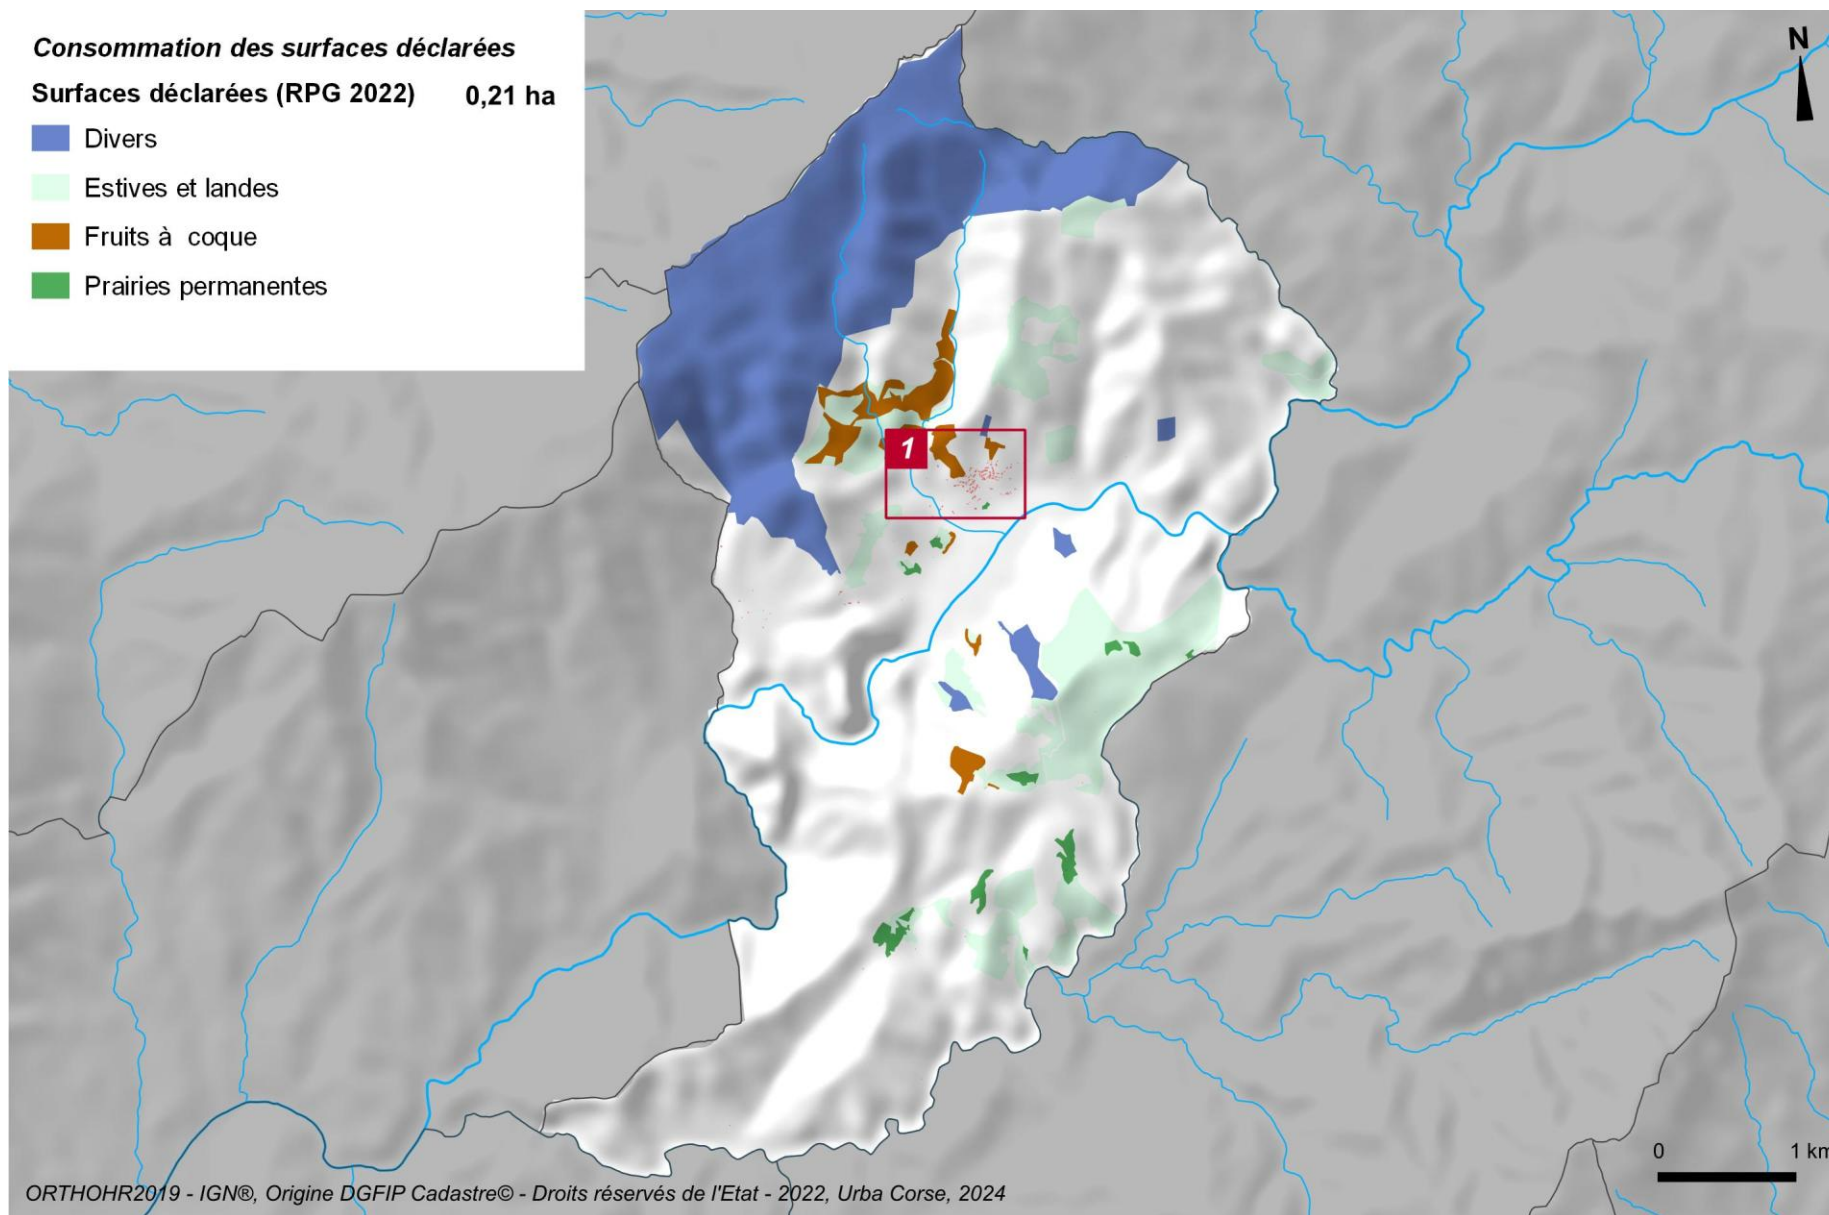 Consommation des surfaces déclarées
Surfaces déclarées (RPG 2022) 0,21 ha
Divers
Estives et landes
Fruits à coque
Prairies permanentes
N
1
0 1 km
ORTHOHR2019 - IGN®, Origine DGFIP Cadastre© - Droits réservés de l'Etat - 2022, Urba Corse, 2024